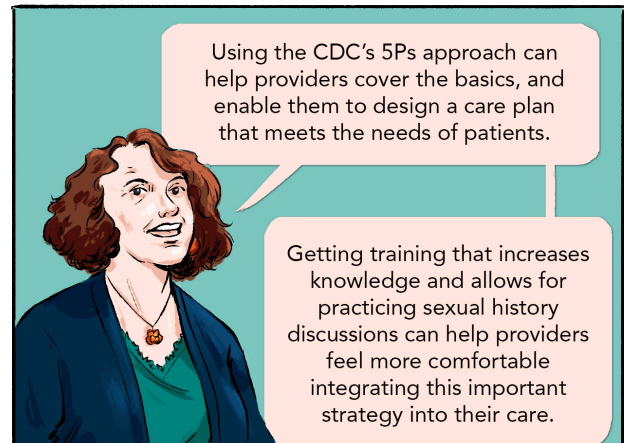 Using the CDC's 5Ps approach can
help providers cover the basics, and
enable them to design a care plan
that meets the needs of patients.
Getting training that increases
knowledge and allows for
practicing sexual history
discussions can help providers
feel more comfortable
integrating this important
strategy into their care.